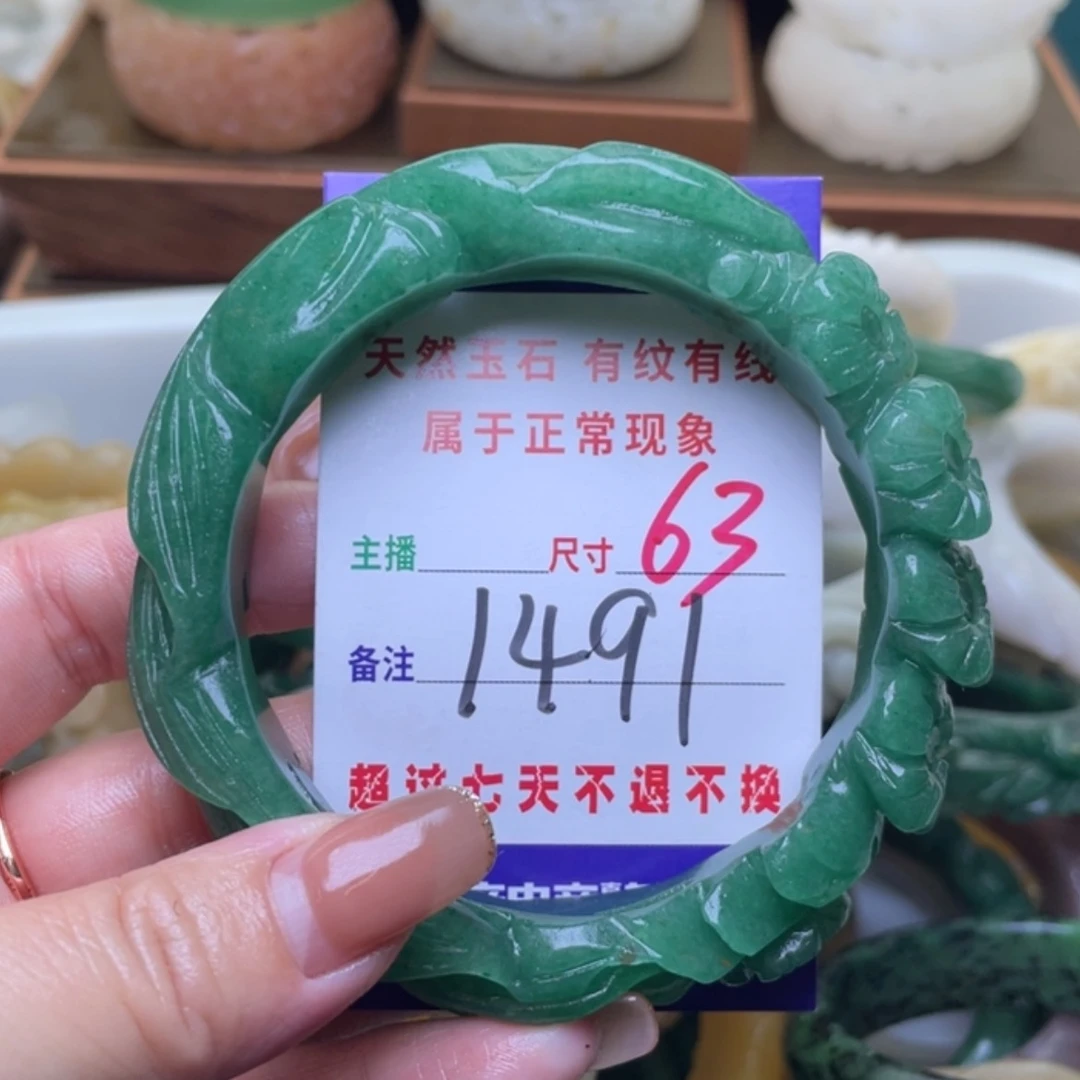 天然玉石 有纹有线
属于正常现象
主播 尺寸 63
备注 1491
超过七天不退不换